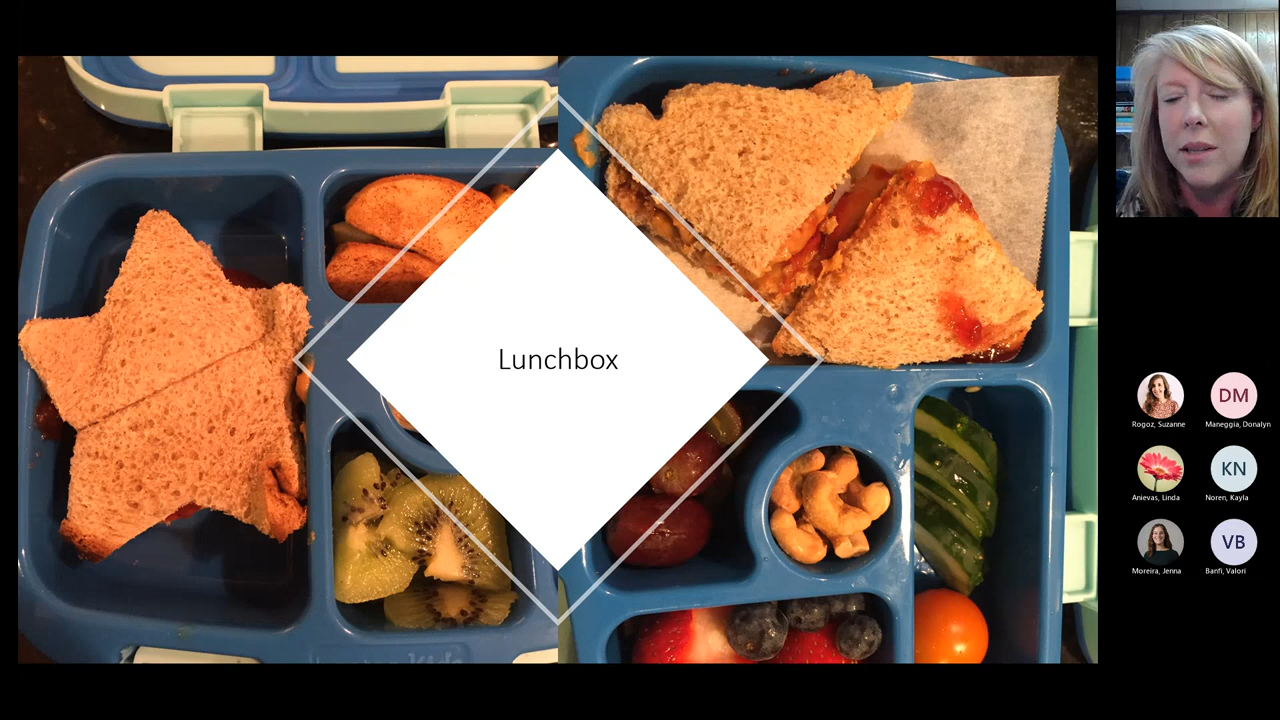 Lunchbox
Rogoz, Suzanne
DM
Maneggia, Donalyn
Anievas, Linda
KN
Noren, Kayla
Moreira, Jenna
VB
Banfi, Valori